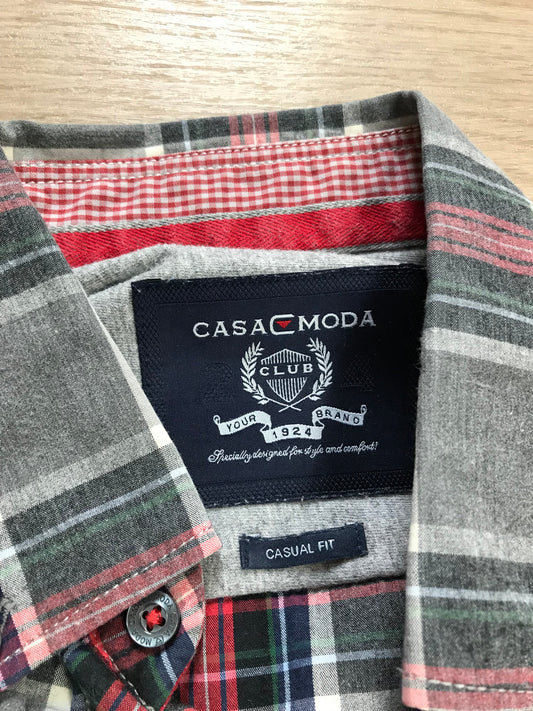 CASA MODA
CLUB
YOUR BRAND
1924
Specially designed for style and comfort!
CASUAL FIT